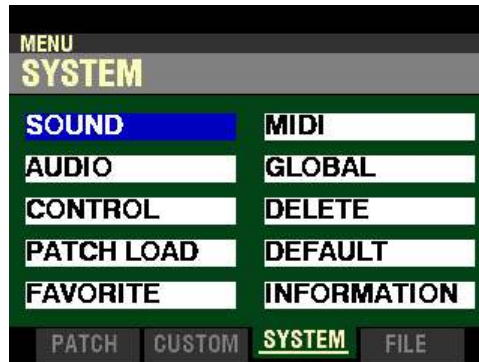 MENU
SYSTEM
SOUND MIDI
AUDIO GLOBAL
CONTROL DELETE
PATCH LOAD DEFAULT
FAVORITE INFORMATION
PATCH CUSTOM SYSTEM FILE